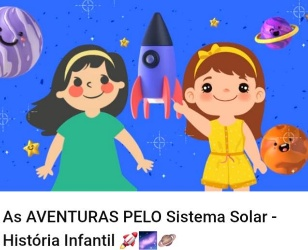 As AVENTURAS PELO Sistema Solar -
História Infantil 🚀🌌🪐